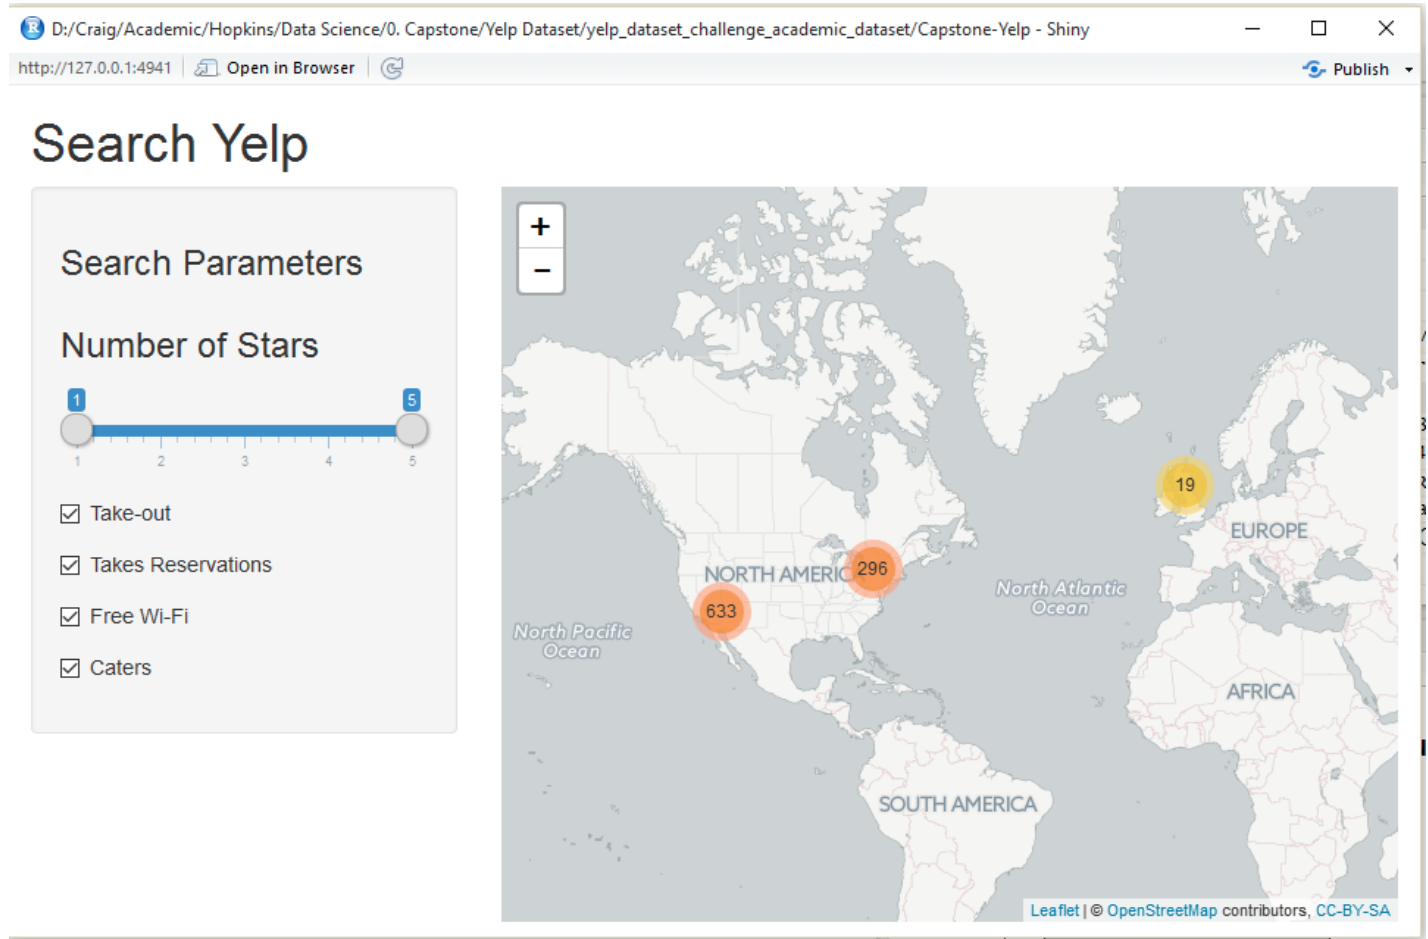 D:/Craig/Academic/Hopkins/Data Science/0. Capstone/Yelp Dataset/yelp_dataset_challenge_academic_dataset/Capstone-Yelp - Shiny
http://127.0.0.1:4941 Open in Browser Publish
Search Yelp
Search Parameters
Number of Stars
1 5
1 2 3 4 5
Take-out
Takes Reservations
Free Wi-Fi
Caters
+
−
19
EUROPE
296
NORTH AMERIC
North Atlantic
Ocean
633
North Pacific
Ocean
AFRICA
SOUTH AMERICA
Leaflet | © OpenStreetMap contributors, CC-BY-SA